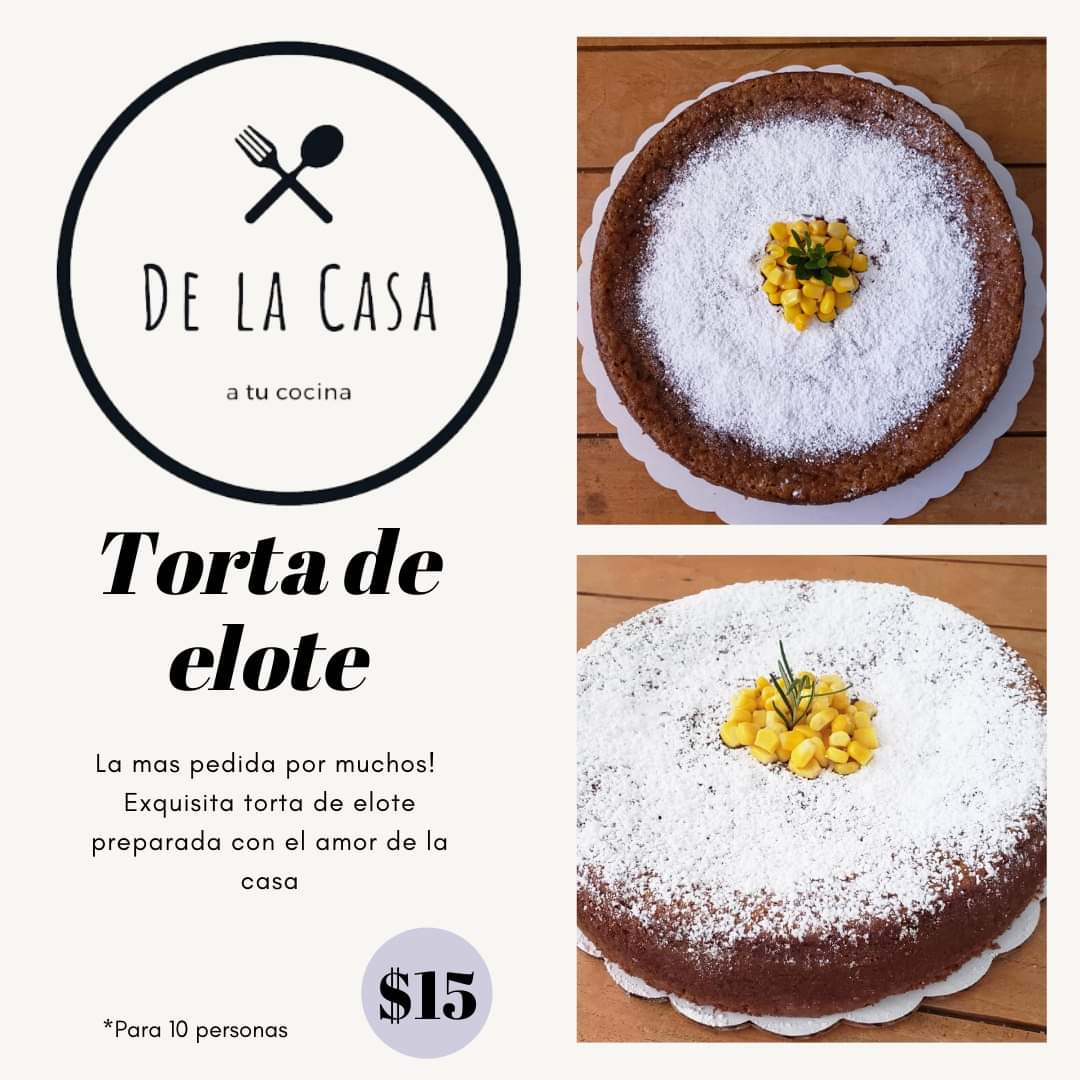 DE LA CASA
a tu cocina
Torta de
elote
La mas pedida por muchos!
Exquisita torta de elote
preparada con el amor de la
casa
$15
*Para 10 personas